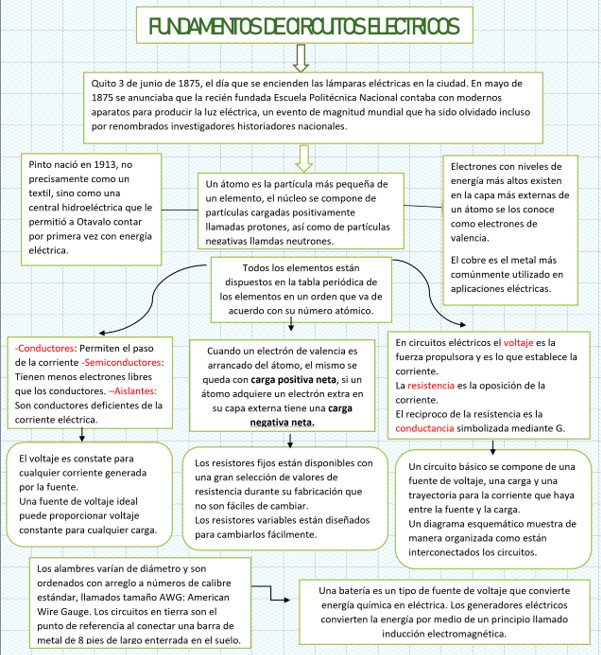 FUNDAMENTOS DE CIRCUITOS ELECTRICOS
Quito 3 de junio de 1875, el día que se encienden las lámparas eléctricas en la ciudad. En mayo de
1875 se anunciaba que la recién fundada Escuela Politécnica Nacional contaba con modernos
aparatos para producir la luz eléctrica, un evento de magnitud mundial que ha sido olvidado incluso
por renombrados investigadores historiadores nacionales.
Pinto nació en 1913, no
precisamente como un
textil, sino como una
central hidroeléctrica que le
permitió a Otavalo contar
por primera vez con energía
eléctrica.
Un átomo es la partícula más pequeña de
un elemento, el núcleo se compone de
partículas cargadas positivamente
llamadas protones, así como de partículas
negativas llamdas neutrones.
Electrones con niveles de
energía más altos existen
en la capa más externas de
un átomo se los conoce
como electrones de
valencia.
El cobre es el metal más
comúnmente utilizado en
aplicaciones eléctricas.
Todos los elementos están
dispuestos en la tabla periódica de
los elementos en un orden que va de
acuerdo con su número atómico.
-Conductores: Permiten el paso
de la corriente -Semiconductores:
Tienen menos electrones libres
que los conductores. –Aislantes:
Son conductores deficientes de la
corriente eléctrica.
Cuando un electrón de valencia es
arrancado del átomo, el mismo se
queda con carga positiva neta, si un
átomo adquiere un electrón extra en
su capa externa tiene una carga
negativa neta.
En circuitos eléctricos el voltaje es la
fuerza propulsora y es lo que establece la
corriente.
La resistencia es la oposición de la
corriente.
El reciproco de la resistencia es la
conductancia simbolizada mediante G.
El voltaje es constate para
cualquier corriente generada
por la fuente.
Una fuente de voltaje ideal
puede proporcionar voltaje
constante para cualquier carga.
Los resistores fijos están disponibles con
una gran selección de valores de
resistencia durante su fabricación que
no son fáciles de cambiar.
Los resistores variables están diseñados
para cambiarlos fácilmente.
Un circuito básico se compone de una
fuente de voltaje, una carga y una
trayectoria para la corriente que haya
entre la fuente y la carga.
Un diagrama esquemático muestra de
manera organizada como están
interconectados los circuitos.
Los alambres varían de diámetro y son
ordenados con arreglo a números de calibre
estándar, llamados tamaño AWG: American
Wire Gauge. Los circuitos en tierra son el
punto de referencia al conectar una barra de
metal de 8 pies de largo enterrada en el suelo.
Una batería es un tipo de fuente de voltaje que convierte
energía química en eléctrica. Los generadores eléctricos
convierten la energía por medio de un principio llamado
inducción electromagnética.